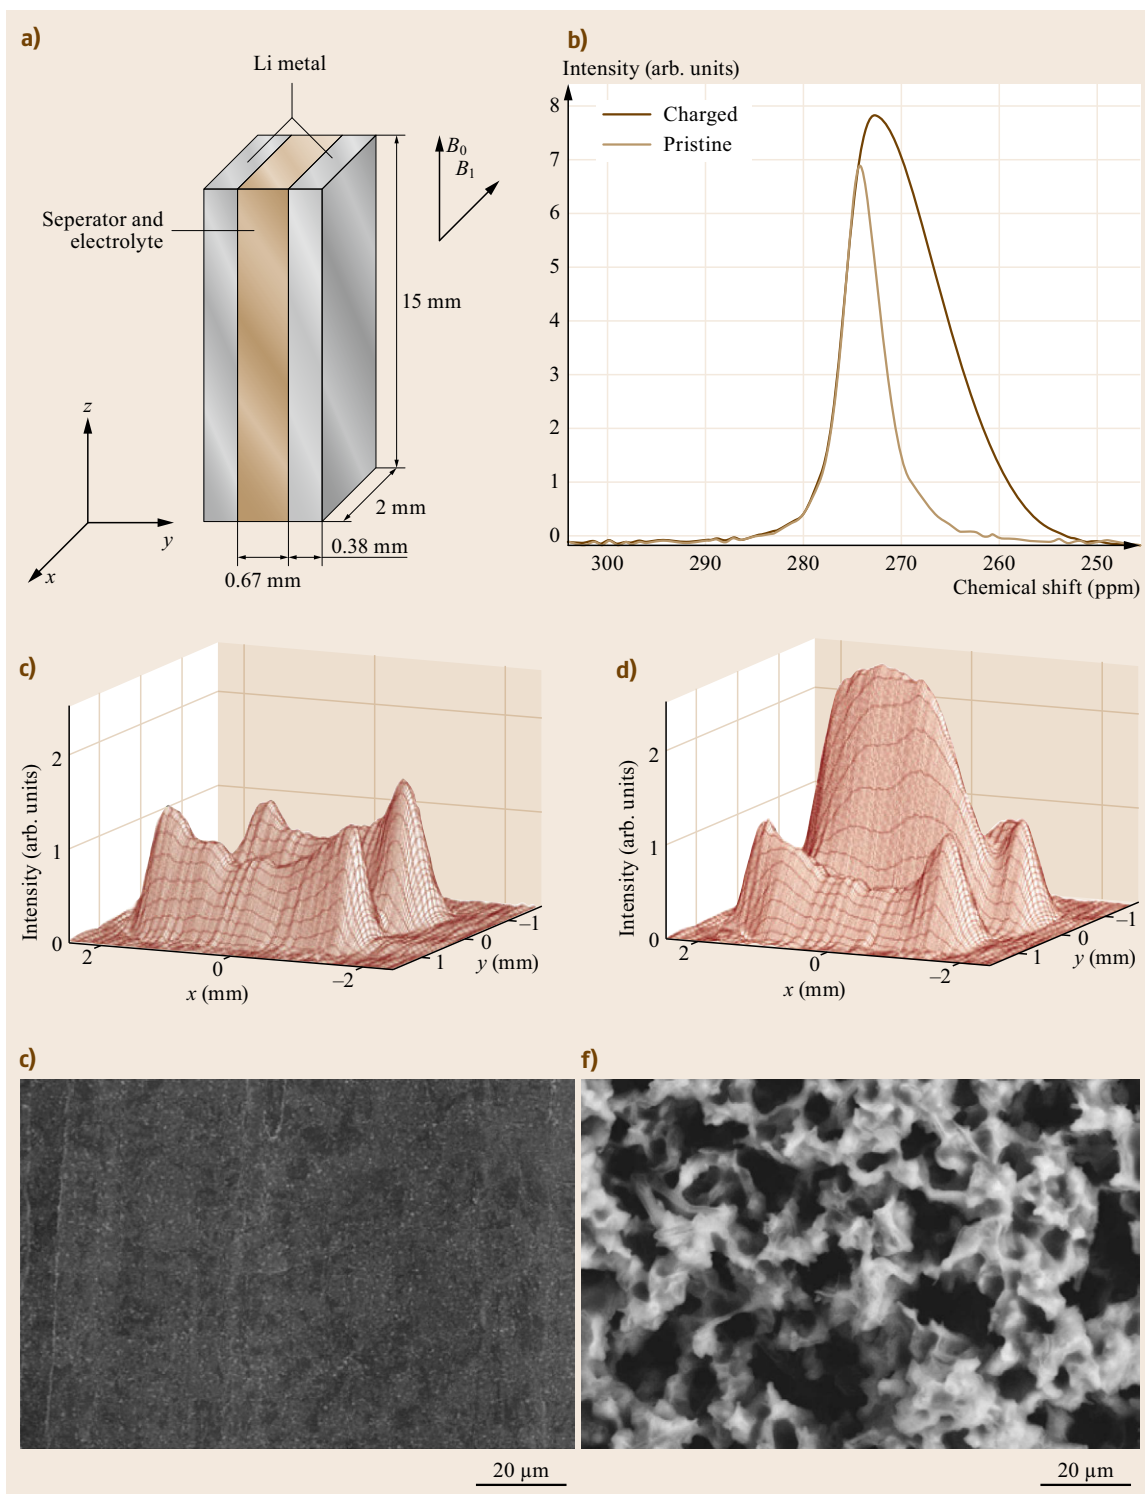 a)
Li metal
B0
B1
Seperator and
electrolyte
15 mm
z
2 mm
y
0.38 mm
x
0.67 mm
b)
Intensity (arb. units)
8
Charged
Pristine
7
6
5
4
3
2
1
0
300 290 280 270 260 250
Chemical shift (ppm)
c)
Intensity (arb. units)
2
1
0
2
0
–2
x (mm)
–1
0
1
y (mm)
d)
Intensity (arb. units)
2
1
0
2
0
–2
x (mm)
–1
0
1
y (mm)
c)
20 µm
f)
20 µm